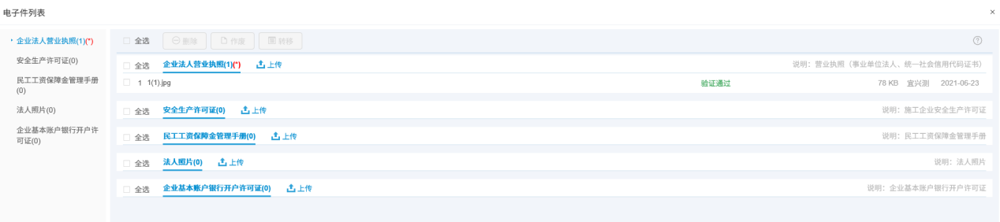 电子件列表
×
企业法人营业执照(1)(*)
安全生产许可证(0)
民工工资保障金管理手册
(0)
法人照片(0)
企业基本账户银行开户许
可证(0)
全选 删除 作废 转移 ?
全选 企业法人营业执照(1)(*) 上传 说明：营业执照（事业单位法人、统一社会信用代码证书）
1 1(1).jpg 验证通过 78 KB 宜兴测 2021-06-23
全选 安全生产许可证(0) 上传 说明：施工企业安全生产许可证
全选 民工工资保障金管理手册(0) 上传 说明：民工工资保障金管理手册
全选 法人照片(0) 上传 说明：法人照片
全选 企业基本账户银行开户许可证(0) 上传 说明：企业基本账户银行开户许可证